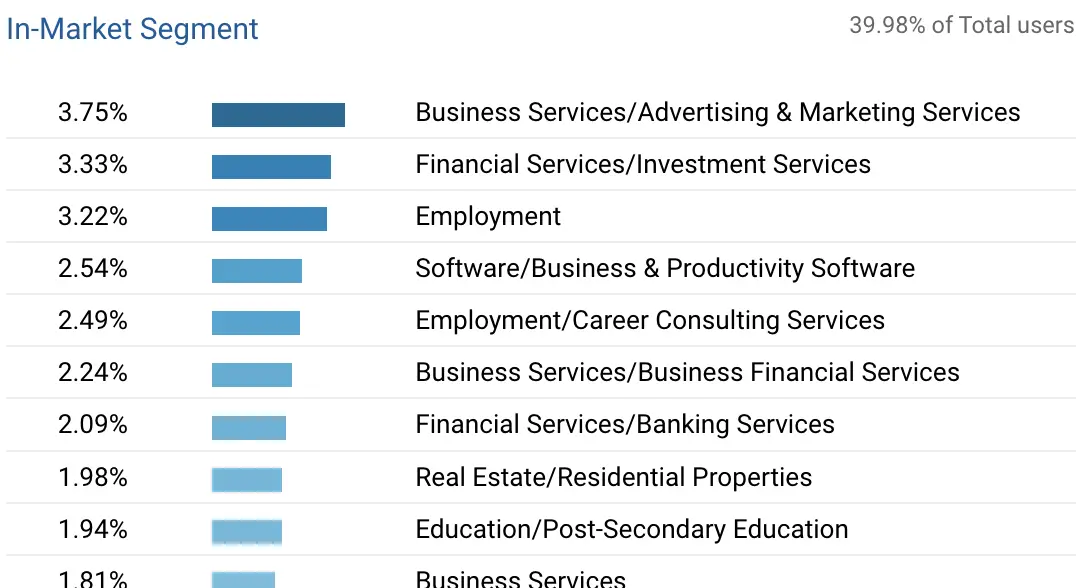 In-Market Segment 39.98% of Total users
3.75% Business Services/Advertising & Marketing Services
3.33% Financial Services/Investment Services
3.22% Employment
2.54% Software/Business & Productivity Software
2.49% Employment/Career Consulting Services
2.24% Business Services/Business Financial Services
2.09% Financial Services/Banking Services
1.98% Real Estate/Residential Properties
1.94% Education/Post-Secondary Education
1.81% Business Services